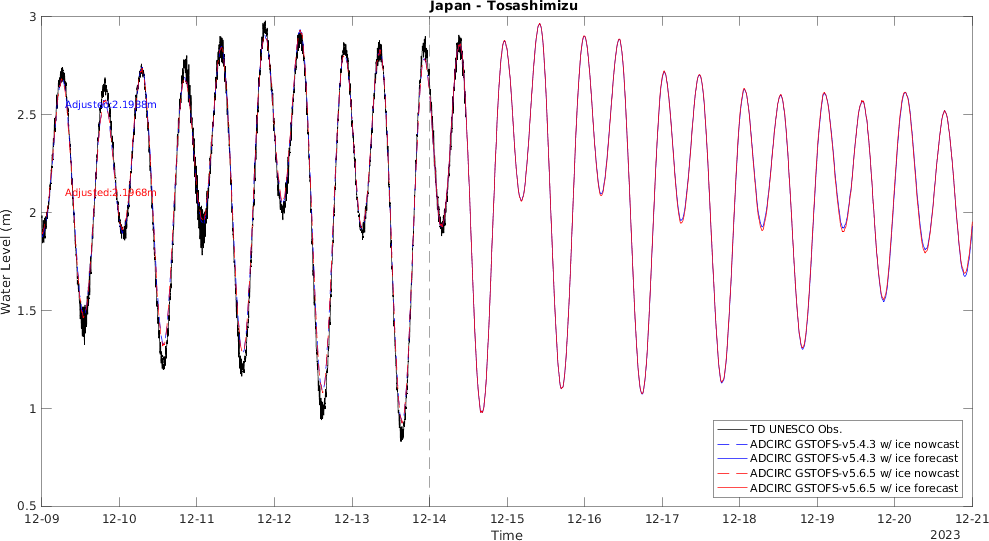 Japan - Tosashimizu
3
2.5
2
1.5
1
0.5
Water Level (m)
Adjusted:2.1938m
Adjusted:2.1968m
TD UNESCO Obs.
ADCIRC GSTOFS-v5.4.3 w/ ice nowcast
ADCIRC GSTOFS-v5.4.3 w/ ice forecast
ADCIRC GSTOFS-v5.6.5 w/ ice nowcast
ADCIRC GSTOFS-v5.6.5 w/ ice forecast
12-09 12-10 12-11 12-12 12-13 12-14 12-15 12-16 12-17 12-18 12-19 12-20 12-21
Time
2023